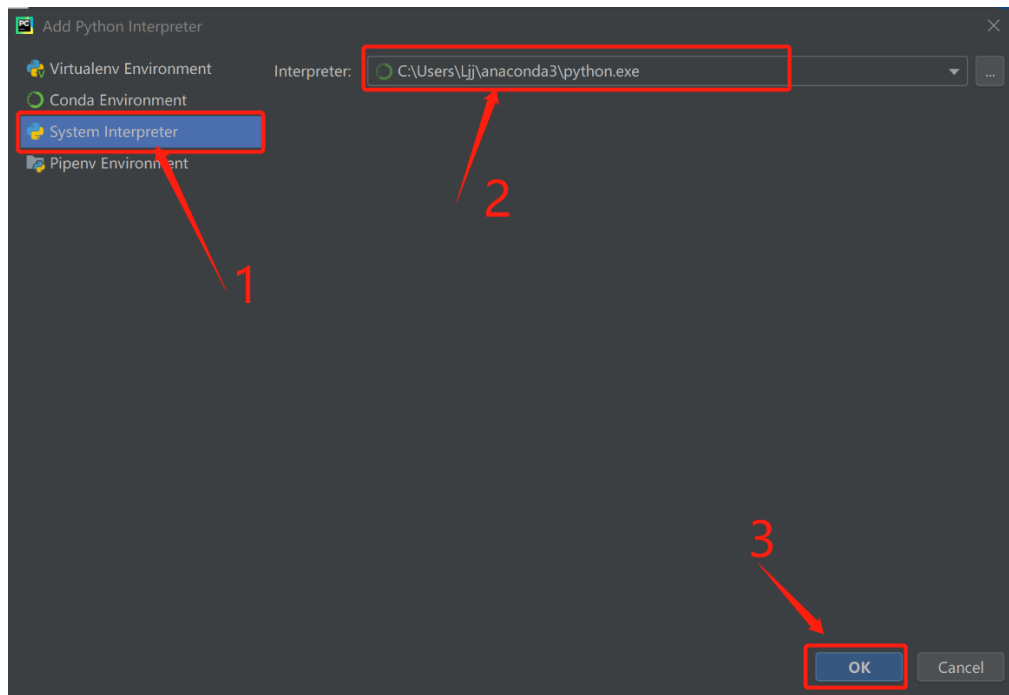 PC Add Python Interpreter
Virtualenv Environment
Interpreter: C:\Users\Ljj\anaconda3\python.exe ...
Conda Environment
System Interpreter
Pipenv Environment
2
1
3
OK Cancel